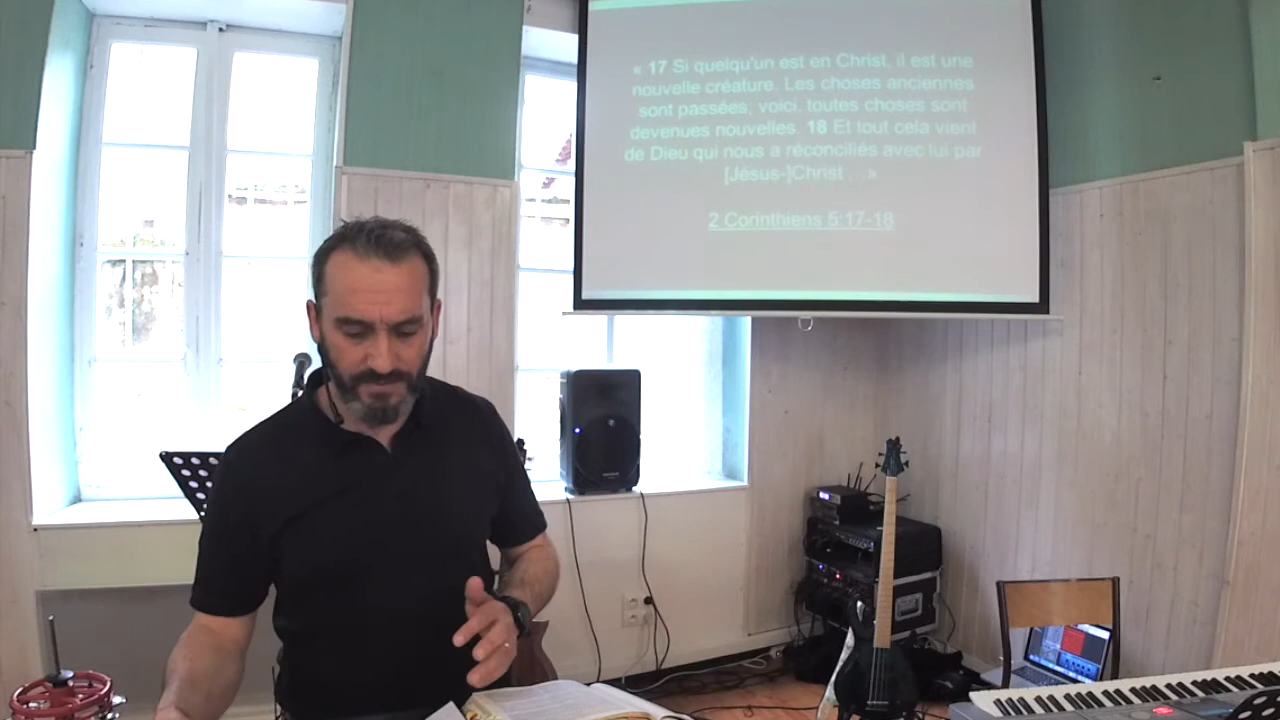 « 17 Si quelqu'un est en Christ, il est une
nouvelle créature. Les choses anciennes
sont passées; voici, toutes choses sont
devenues nouvelles. 18 Et tout cela vient
de Dieu qui nous a réconciliés avec lui par
[Jésus-]Christ ...»
2 Corinthiens 5:17-18